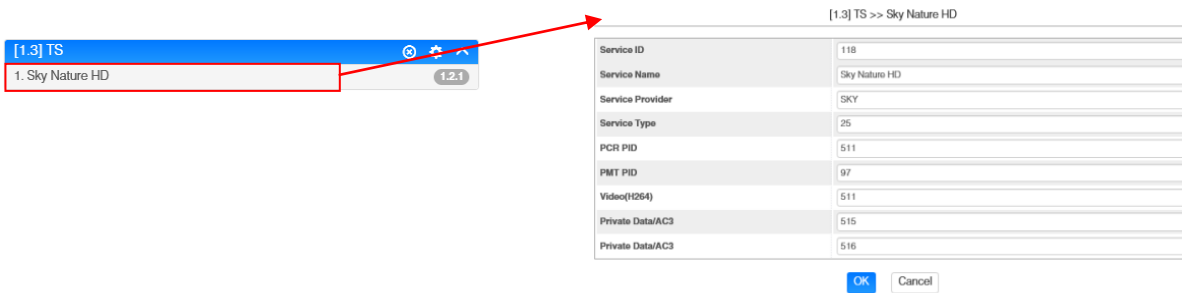 [1.3] TS >> Sky Nature HD
[1.3] TS
1. Sky Nature HD 1.2.1
Service ID 118
Service Name Sky Nature HD
Service Provider SKY
Service Type 25
PCR PID 511
PMT PID 97
Video(H264) 511
Private Data/AC3 515
Private Data/AC3 516
OK Cancel